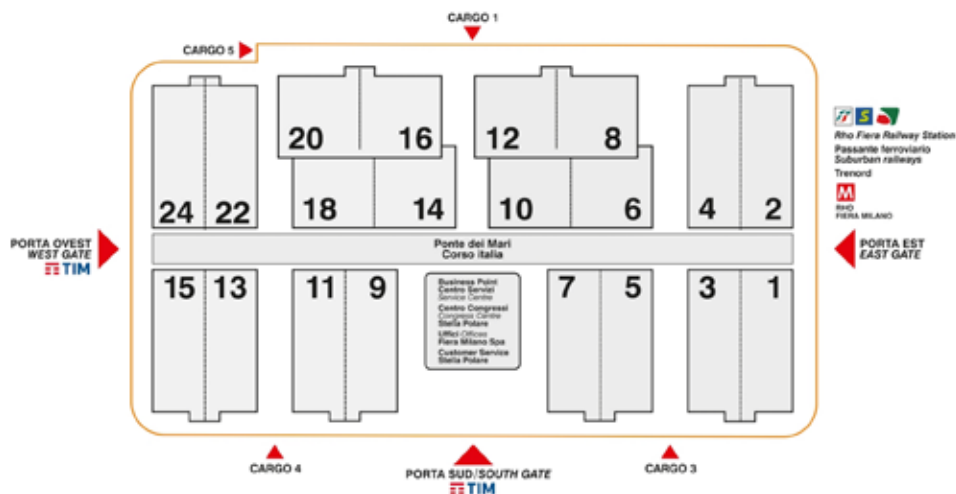 CARGO 1
CARGO 5
20 16 12 8
24 22 18 14 10 6 4 2
Rho Fiera Railway Station
Passante ferroviario
Suburban railways
Trenord
M
RHO
FIERA MILANO
PORTA OVEST
WEST GATE
TIM
Ponte dei Mari
Corso italia
PORTA EST
EAST GATE
15 13 11 9 7 5 3 1
Business Point
Centro Servizi
Service Centre
Centro Congressi
Congress Centre
Stella Polare
Uffici Offices
Fiera Milano Spa
Customer Service
Stella Polare
CARGO 4
CARGO 3
PORTA SUD/SOUTH GATE
TIM